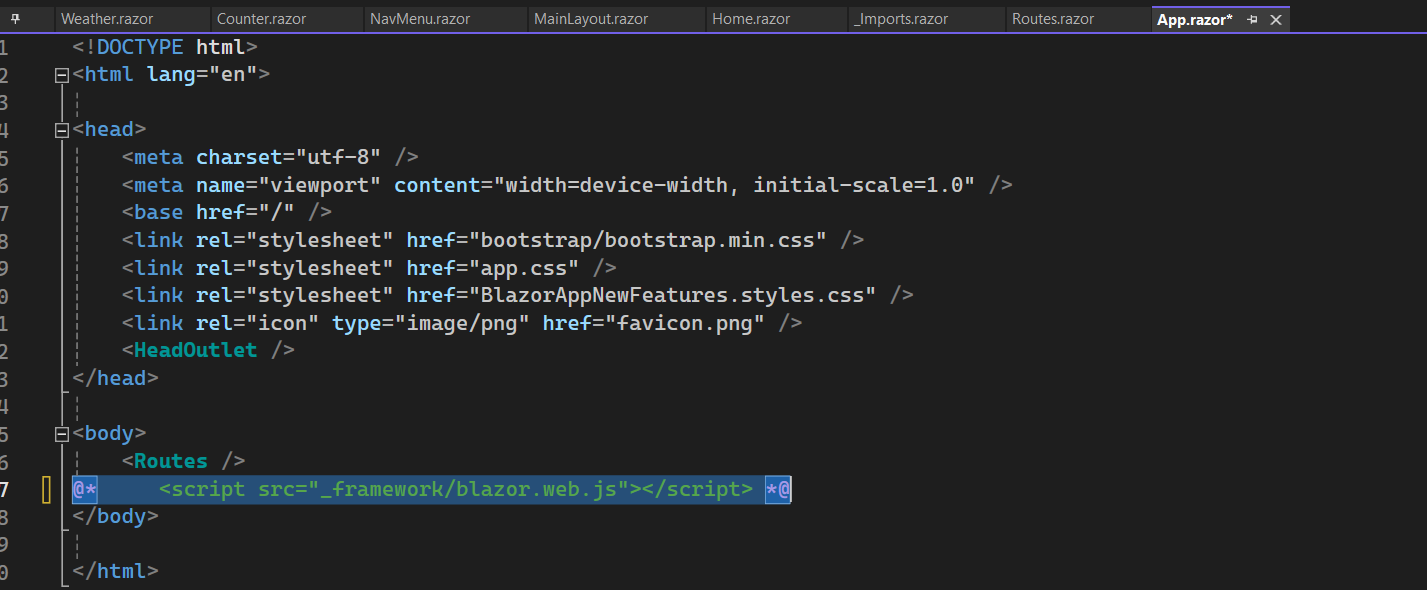 Weather.razor Counter.razor NavMenu.razor MainLayout.razor Home.razor _Imports.razor Routes.razor App.razor*
1 <!DOCTYPE html>
2 <html lang="en">
3
4 <head>
5 <meta charset="utf-8" />
6 <meta name="viewport" content="width=device-width, initial-scale=1.0" />
7 <base href="/" />
8 <link rel="stylesheet" href="bootstrap/bootstrap.min.css" />
9 <link rel="stylesheet" href="app.css" />
0 <link rel="stylesheet" href="BlazorAppNewFeatures.styles.css" />
1 <link rel="icon" type="image/png" href="favicon.png" />
2 <HeadOutlet />
3 </head>
4
5 <body>
6 <Routes />
7 @* <script src="_framework/blazor.web.js"></script> *@
8 </body>
9
0 </html>